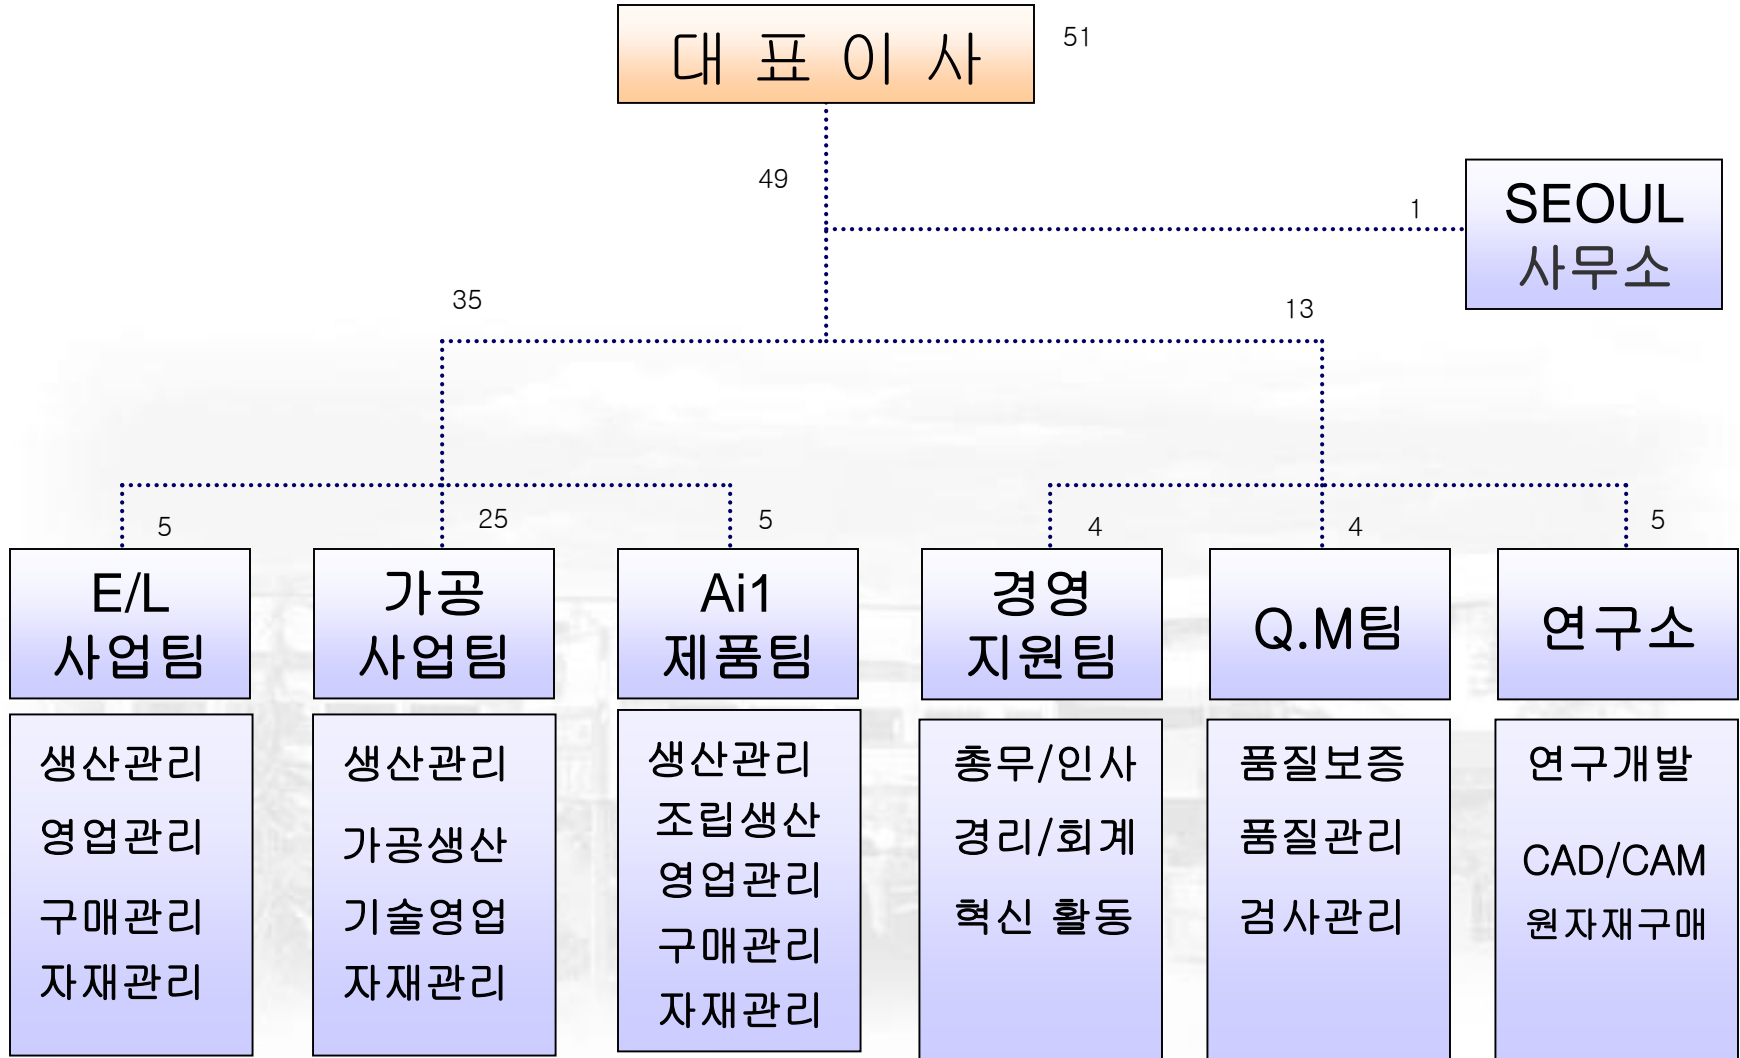 대 표 이 사
51
49
1
SEOUL
사무소
35
13
5
25
5
4
4
5
E/L
사업팀
가공
사업팀
Ai1
제품팀
경영
지원팀
Q.M팀
연구소
생산관리
영업관리
구매관리
자재관리
생산관리
가공생산
기술영업
자재관리
생산관리
조립생산
영업관리
구매관리
자재관리
총무/인사
경리/회계
혁신 활동
품질보증
품질관리
검사관리
연구개발
CAD/CAM
원자재구매